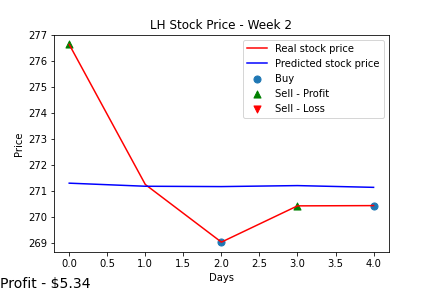 LH Stock Price - Week 2
277
276
275
274
273
272
271
270
269
Price
Real stock price
Predicted stock price
Buy
Sell - Profit
Sell - Loss
0.0 0.5 1.0 1.5 2.0 2.5 3.0 3.5 4.0
Days
Profit - $5.34